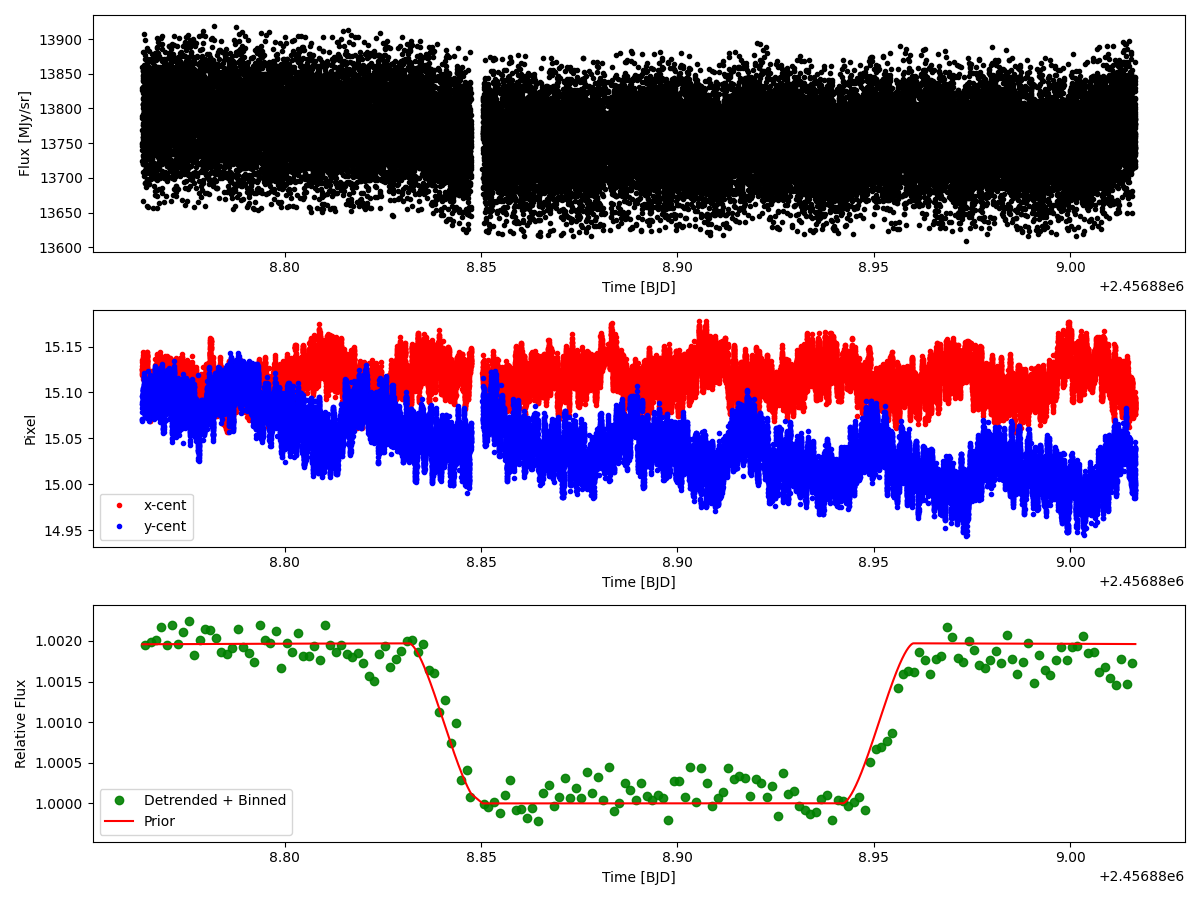 Flux [MJy/sr]
13900
13850
13800
13750
13700
13650
13600
8.80 8.85 8.90 8.95 9.00
Time [BJD]
+2.45688e6
Pixel
15.15
15.10
15.05
15.00
14.95
x-cent
y-cent
8.80 8.85 8.90 8.95 9.00
Time [BJD]
+2.45688e6
Relative Flux
1.0020
1.0015
1.0010
1.0005
1.0000
Detrended + Binned
Prior
8.80 8.85 8.90 8.95 9.00
Time [BJD]
+2.45688e6